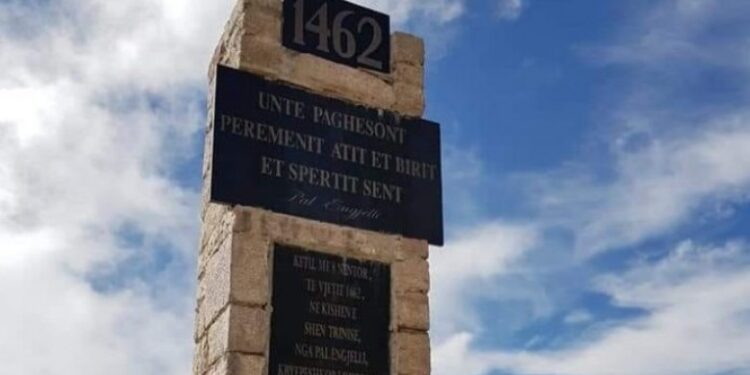 1462
UNTE PAGHESONT
PEREMENIT ATIT ET BIRIT
ET SPERTIT SENT
Pal Engjëlli
KETU, ME 8 NENTOR,
TE VJETIT 1462,
NE KISHEN E
SHEN TRINISE,
NGA PAL ENGJELLI,